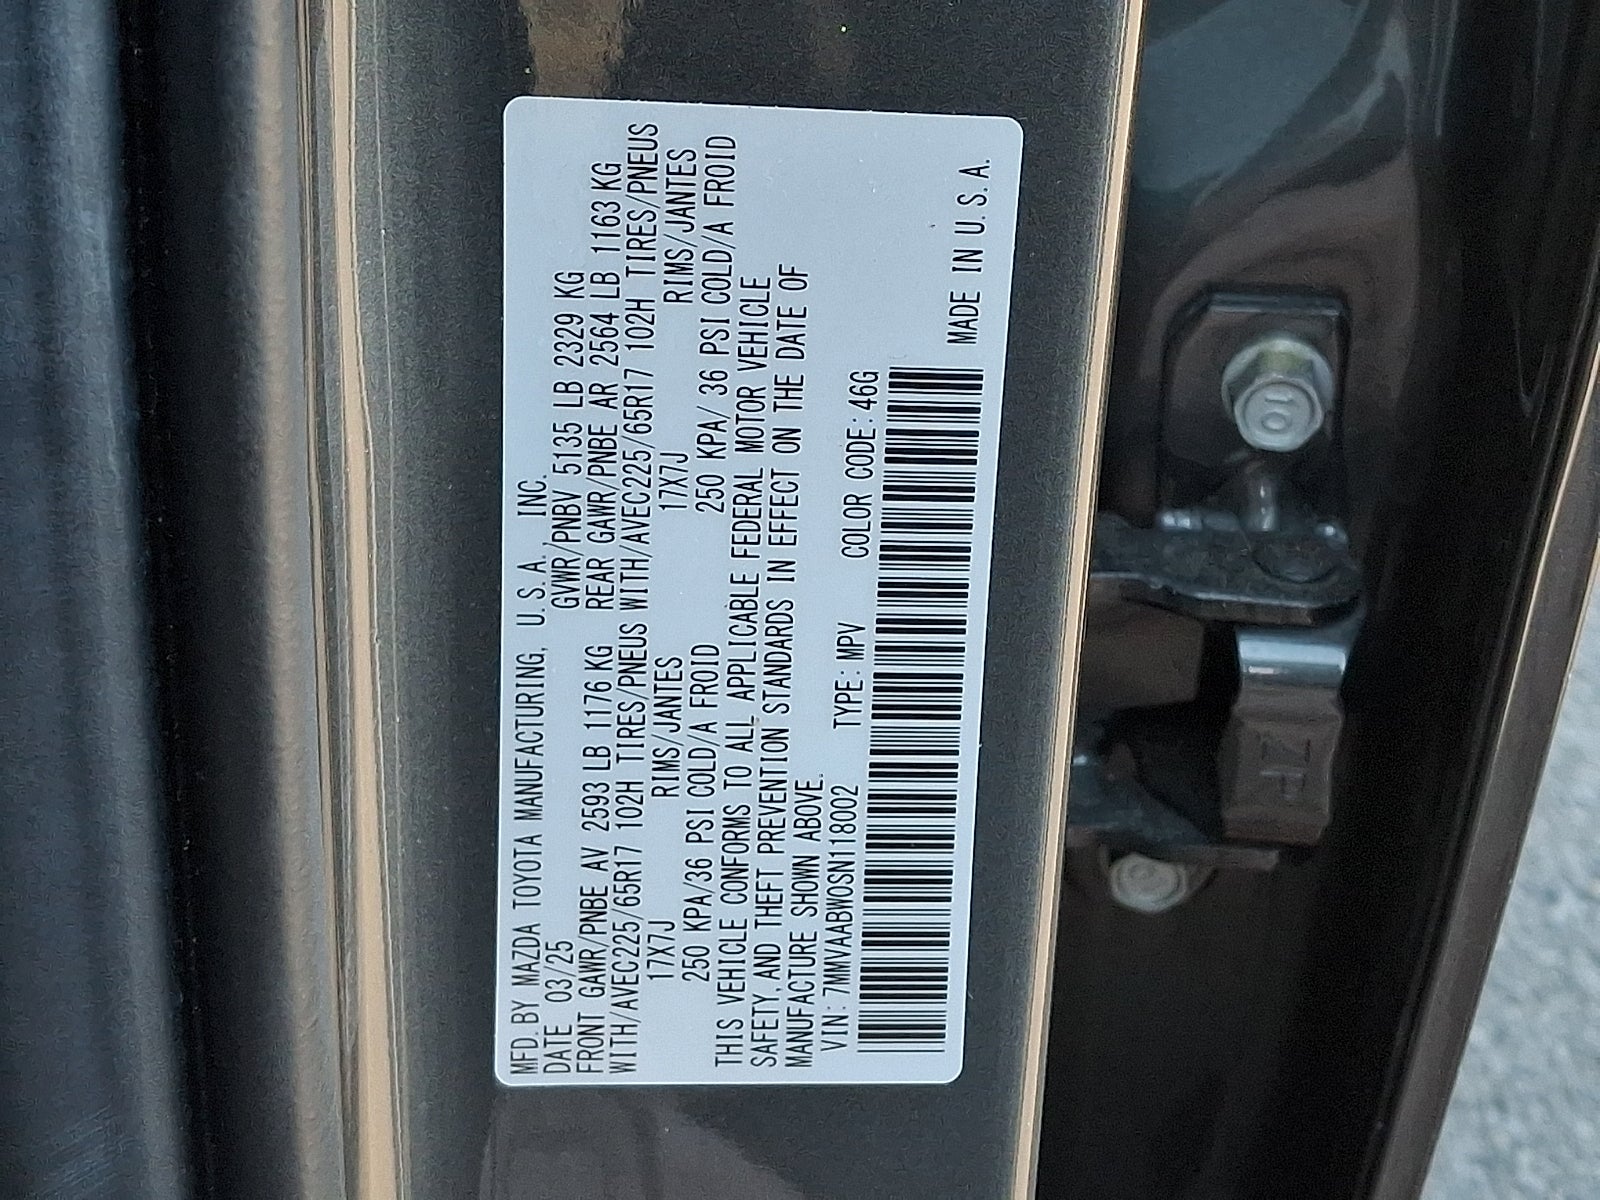 MFD. BY MAZDA TOYOTA MANUFACTURING, U. S. A., INC.
DATE 03/25 GVWR/PNBV 5135 LB 2329 KG
FRONT GAWR/PNBE AV 2593 LB 1176 KG REAR GAWR/PNBE AR 2564 LB 1163 KG
WITH/AVEC225/65R17 102H TIRES/PNEUS WITH/AVEC225/65R17 102H TIRES/PNEUS
17X7J RIMS/JANTES 17X7J RIMS/JANTES
250 KPA/36 PSI COLD/A FROID 250 KPA/ 36 PSI COLD/A FROID
THIS VEHICLE CONFORMS TO ALL APPLICABLE FEDERAL MOTOR VEHICLE
SAFETY, AND THEFT PREVENTION STANDARDS IN EFFECT ON THE DATE OF
MANUFACTURE SHOWN ABOVE.
VIN: 7MMVAABW0SN118002 TYPE: MPV COLOR CODE: 46G
MADE IN U. S. A.
10
ZF